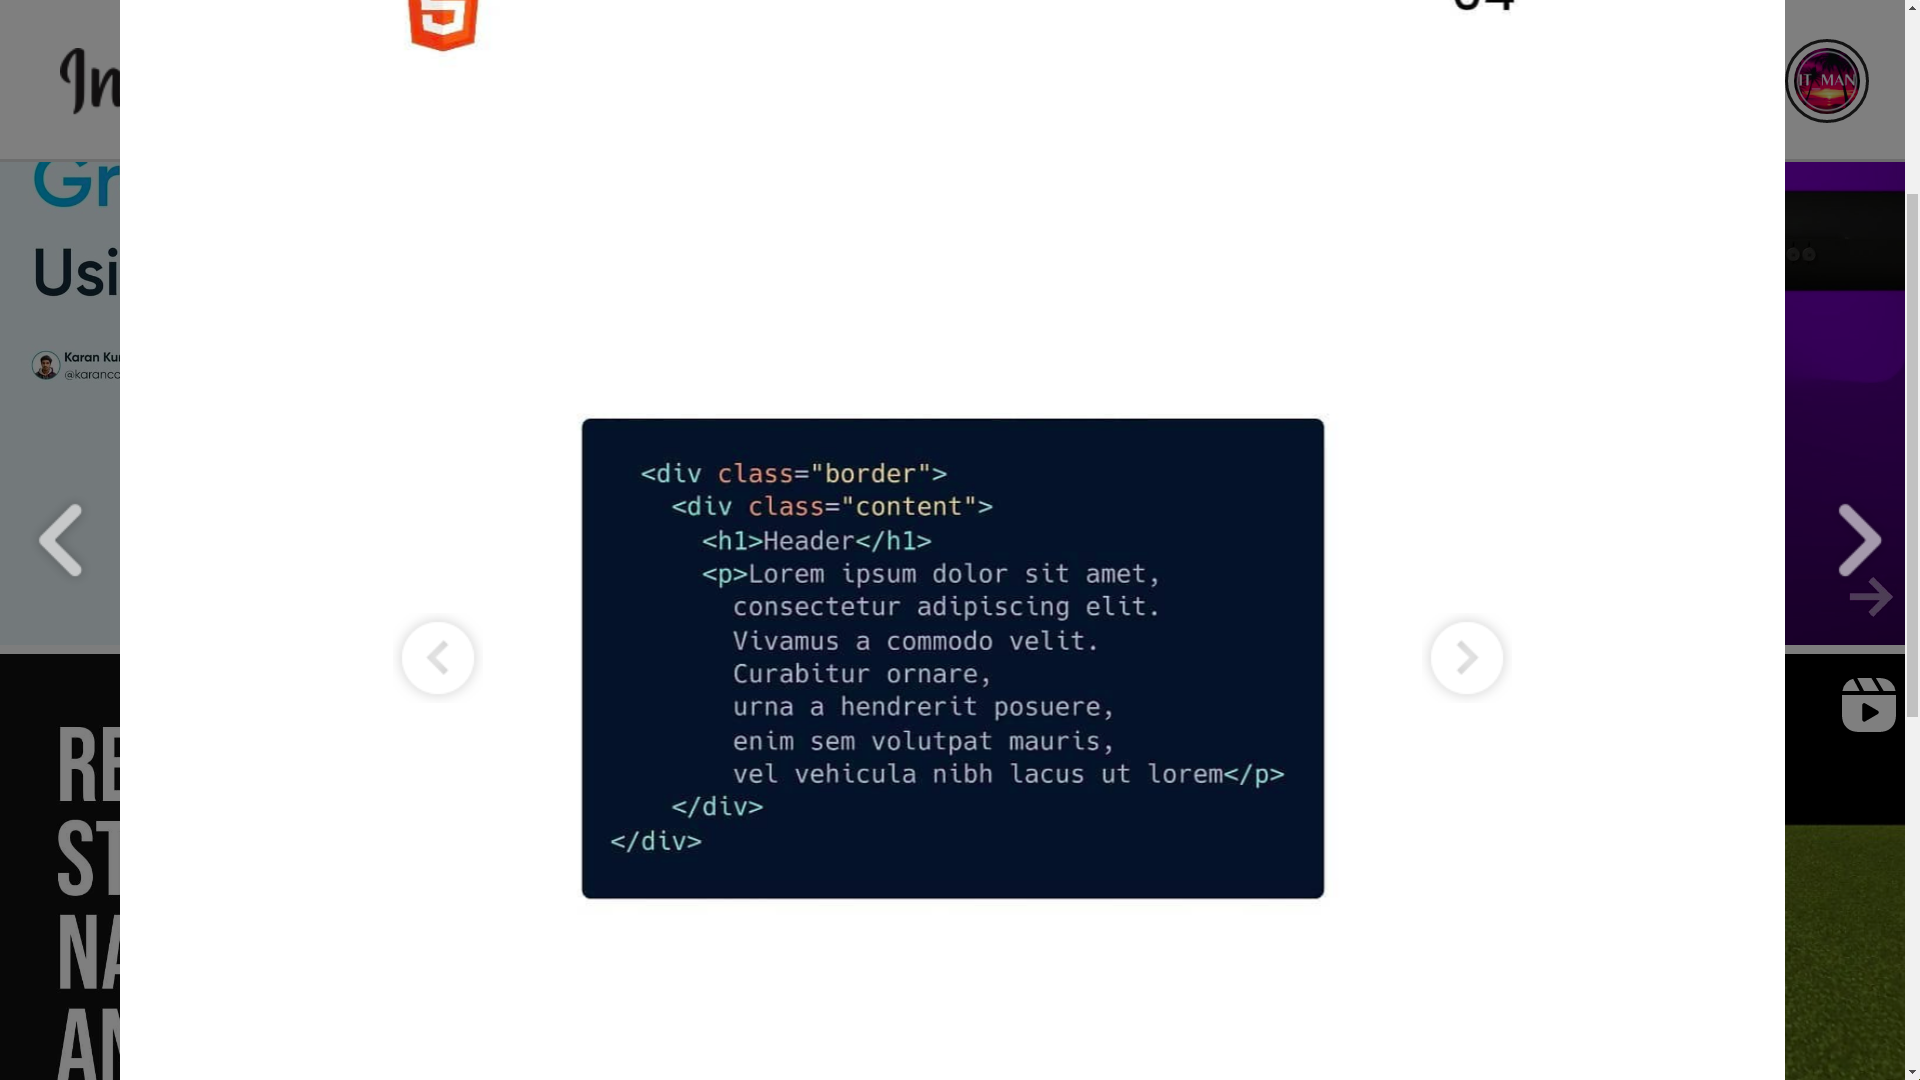 04
In
IT MAN
Gr
Usi
Karan Kur
@karanco
<div class="border">
<div class="content">
<h1>Header</h1>
<p>Lorem ipsum dolor sit amet,
consectetur adipiscing elit.
Vivamus a commodo velit.
Curabitur ornare,
urna a hendrerit posuere,
enim sem volutpat mauris,
vel vehicula nibh lacus ut lorem</p>
</div>
</div>
RE
ST
NA
AN